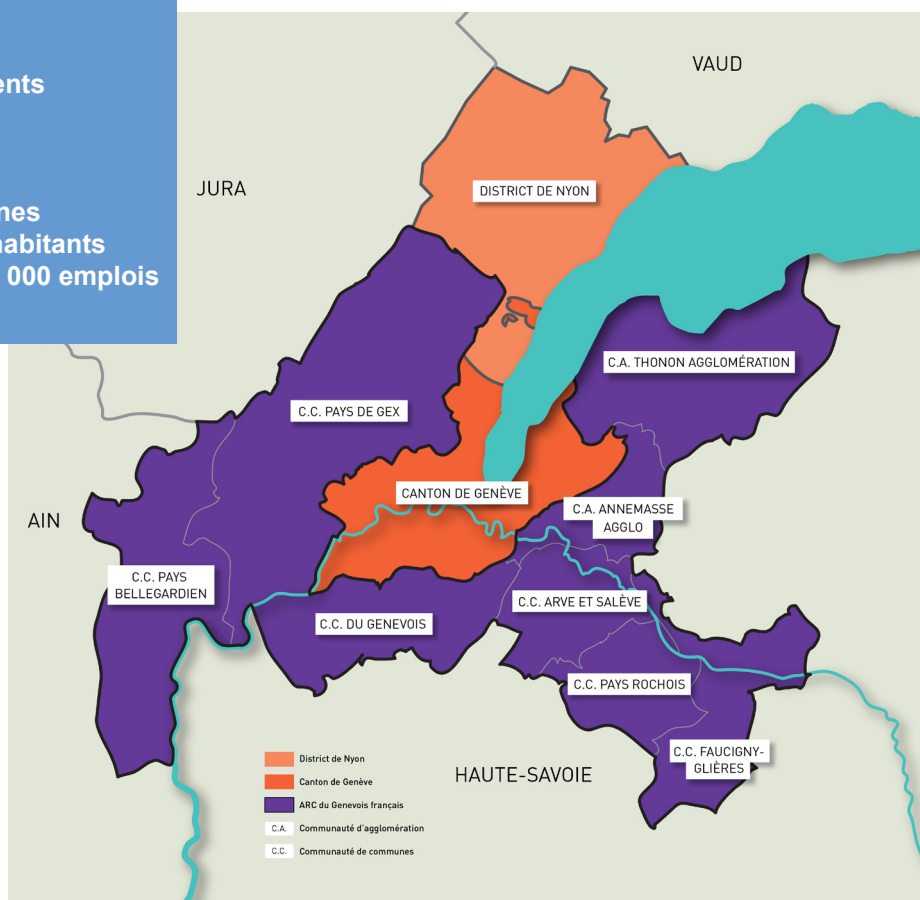 ents
nes
habitants
000 emplois
VAUD
JURA
DISTRICT DE NYON
C.A. THONON AGGLOMÉRATION
C.C. PAYS DE GEX
CANTON DE GENÈVE
C.A. ANNEMASSE
AGGLO
AIN
C.C. PAYS
BELLEGARDIEN
C.C. ARVE ET SALÈVE
C.C. DU GENEVOIS
C.C. PAYS ROCHOIS
C.C. FAUCIGNY-
GLIÈRES
HAUTE-SAVOIE
District de Nyon
Canton de Genève
ARC du Genevois français
C.A. Communauté d'agglomération
C.C. Communauté de communes